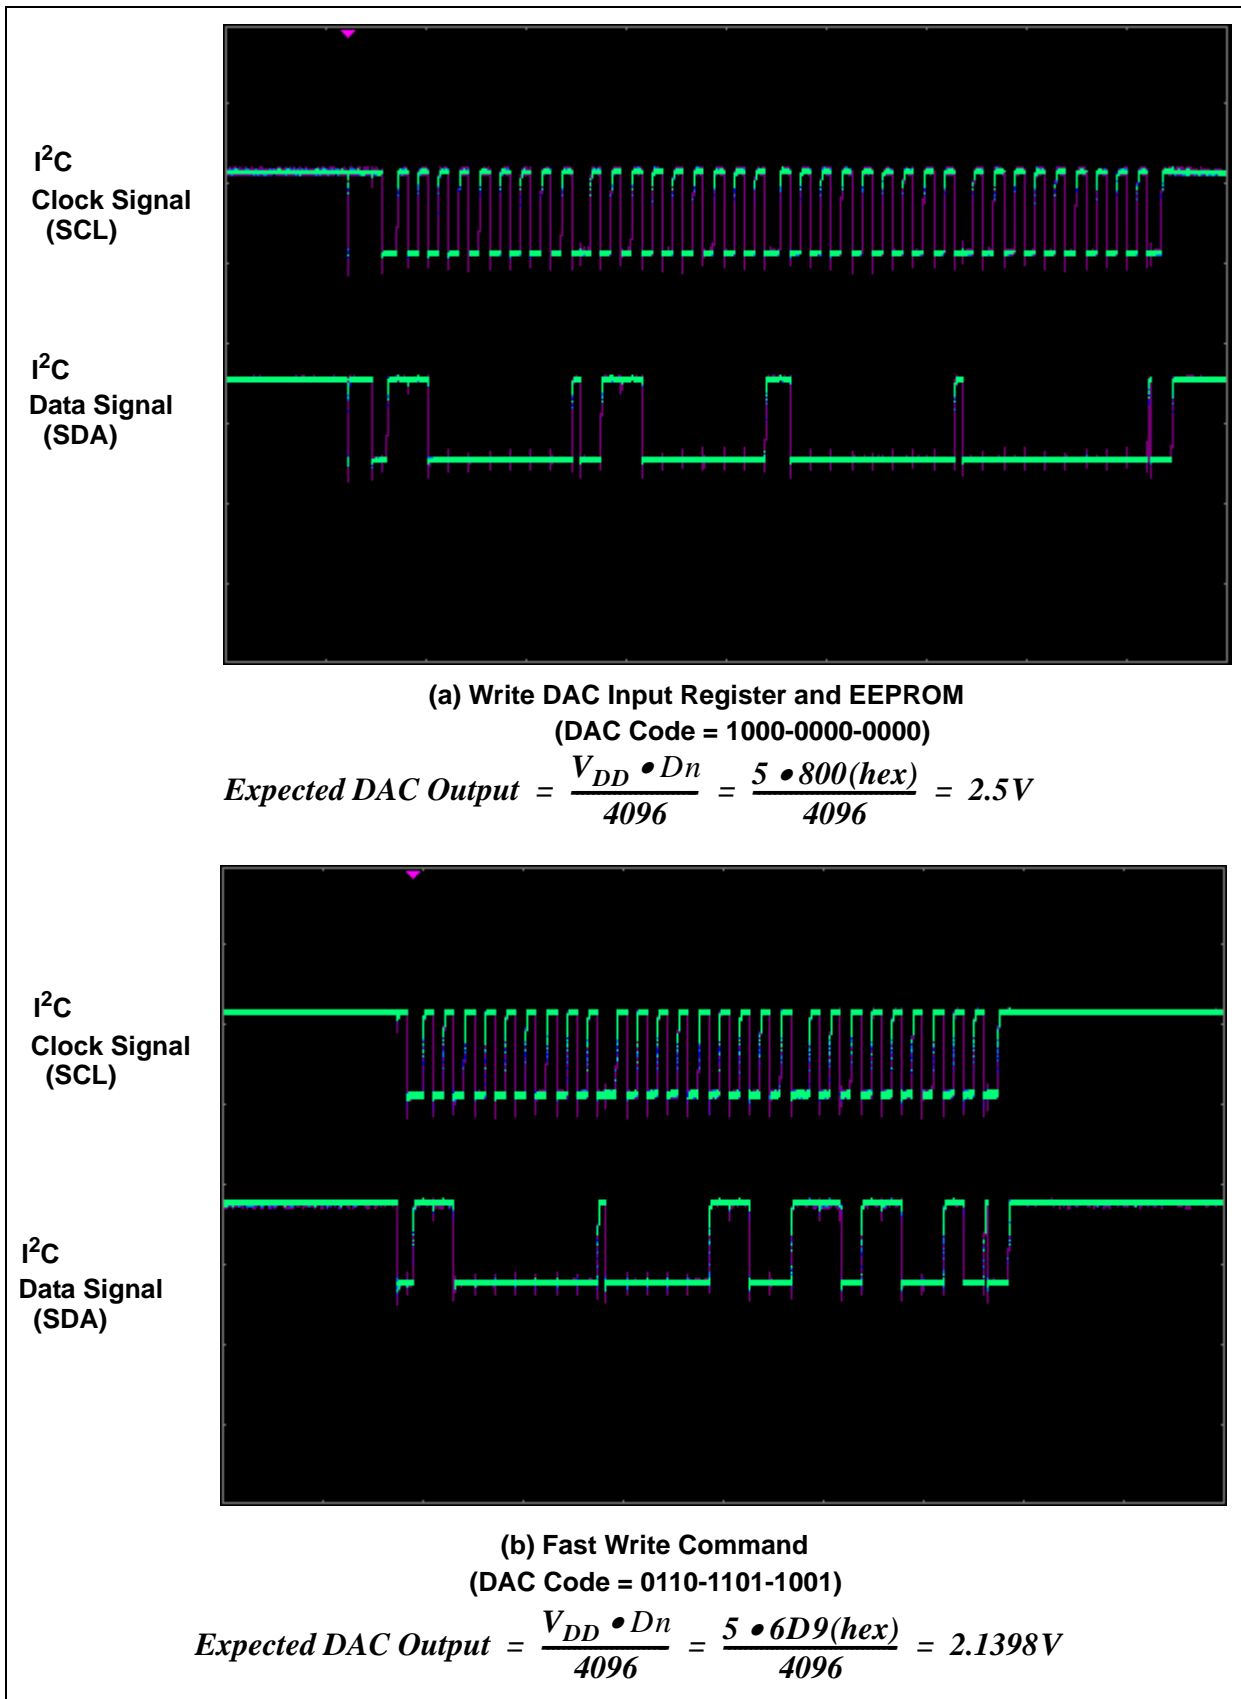 I²C
Clock Signal
(SCL)
I²C
Data Signal
(SDA)
(a) Write DAC Input Register and EEPROM
(DAC Code = 1000-0000-0000)
Expected DAC Output = V_DD • Dn / 4096 = 5 • 800(hex) / 4096 = 2.5V
I²C
Clock Signal
(SCL)
I²C
Data Signal
(SDA)
(b) Fast Write Command
(DAC Code = 0110-1101-1001)
Expected DAC Output = V_DD • Dn / 4096 = 5 • 6D9(hex) / 4096 = 2.1398V